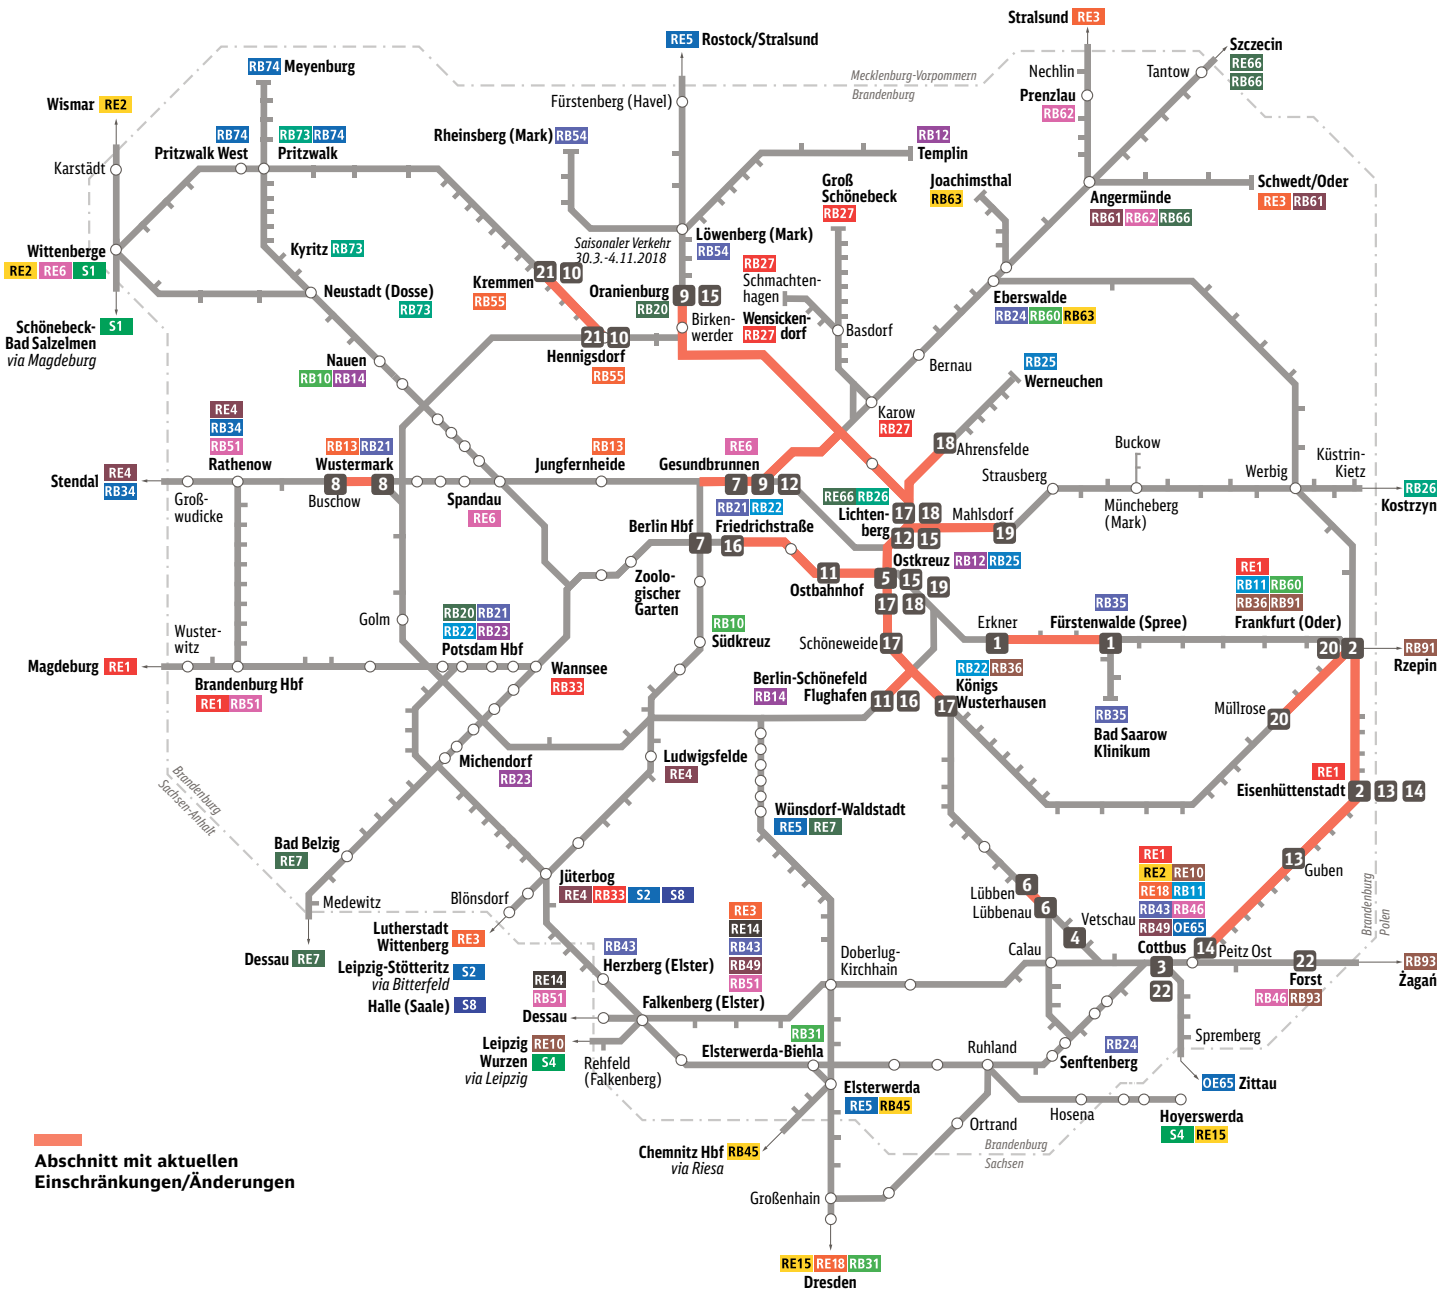 Stralsund RE3
RE5 Rostock/Stralsund
Szczecin
RE66
RB66
Nechlin
Tantow
RB74 Meyenburg
Mecklenburg-Vorpommern
Brandenburg
Prenzlau
RB62
Wismar RE2
Fürstenberg (Havel)
RB74
RB73 RB74
Rheinsberg (Mark) RB54
RB12
Templin
Pritzwalk West
Pritzwalk
Karstädt
Groß
Schönebeck
RB27
Joachimsthal
RB63
Schwedt/Oder
RE3 RB61
Angermünde
RB61 RB62 RB66
Löwenberg (Mark)
RB54
Saisonaler Verkehr
30.3.-4.11.2018
Wittenberge
RE2 RE6 S1
Kyritz RB73
RB27
Schmachten-
hagen
Kremmen
RB55
21 10
Oranienburg
RB20
9 15
Neustadt (Dosse)
RB73
Eberswalde
RB24 RB60 RB63
Schönebeck-
Bad Salzelmen
via Magdeburg
S1
Birken-
werder
Wensicken-
dorf
RB27
Basdorf
21 10
Hennigsdorf
RB55
Nauen
RB10 RB14
Bernau
RB25
Werneuchen
Karow
RB27
RE4
RB34
RB51
Rathenow
RB13 RB21
Wustermark
RB13
Jungfernheide
RE6
Gesundbrunnen
18
Ahrensfelde
Buckow
Küstrin-
Kietz
Stendal
RE4
RB34
Groß-
wudicke
8 8
Buschow
Spandau
RE6
7 9 12
RB21 RB22
RE66 RB26
Lichten-
berg
17 18
12 15
Strausberg
Mahlsdorf
19
Müncheberg
(Mark)
Werbig
RB26
Kostrzyn
Berlin Hbf
7
Friedrichstraße
16
Zoolo-
gischer
Garten
11
Ostbahnhof
Ostkreuz RB12 RB25
5 15 19
17 18
RE1
RB11 RB60
RB36 RB91
Frankfurt (Oder)
Golm
RB20 RB21
RB22 RB23
Potsdam Hbf
RB10
Südkreuz
Schöneweide
17
Erkner
1
RB35
Fürstenwalde (Spree)
1
20 2
RB91
Rzepin
Wuster-
witz
Magdeburg RE1
Brandenburg Hbf
RE1 RB51
Wannsee
RB33
Berlin-Schönefeld
Flughafen
RB14
11 16
RB22 RB36
Königs
Wusterhausen
17
RB35
Bad Saarow
Klinikum
Müllrose
20
Michendorf
RB23
Ludwigsfelde
RE4
Brandenburg
Sachsen-Anhalt
RE1
Eisenhüttenstadt
2 13 14
Wünsdorf-Waldstadt
RE5 RE7
Bad Belzig
RE7
13
Guben
RE1
RE2 RE10
RE18 RB11
RB43 RB46
RB49 OE65
Cottbus
Medewitz
Blönsdorf
Jüterbog
RE4 RB33 S2 S8
Lübben
6
Lübbenau
6
Vetschau
4
Brandenburg
Polen
Dessau RE7
Lutherstadt
Wittenberg
RE3
Leipzig-Stötteritz
via Bitterfeld
S2
Halle (Saale) S8
RB43
Herzberg (Elster)
RE3
RE14
RB43
RB49
RB51
Falkenberg (Elster)
Doberlug-
Kirchhain
Calau
3
22
14
Peitz Ost
22
Forst
RB46 RB93
RB93
Żagań
RE14
RB51
Dessau
Leipzig RE10
Wurzen S4
via Leipzig
Rehfeld
(Falkenberg)
RB31
Elsterwerda-Biehla
Ruhland
RB24
Senftenberg
Spremberg
OE65 Zittau
Elsterwerda
RE5 RB45
Hosena
Hoyerswerda
S4 RE15
Ortrand
Brandenburg
Sachsen
Chemnitz Hbf RB45
via Riesa
Großenhain
Abschnitt mit aktuellen
Einschränkungen/Änderungen
RE15 RE18 RB31
Dresden